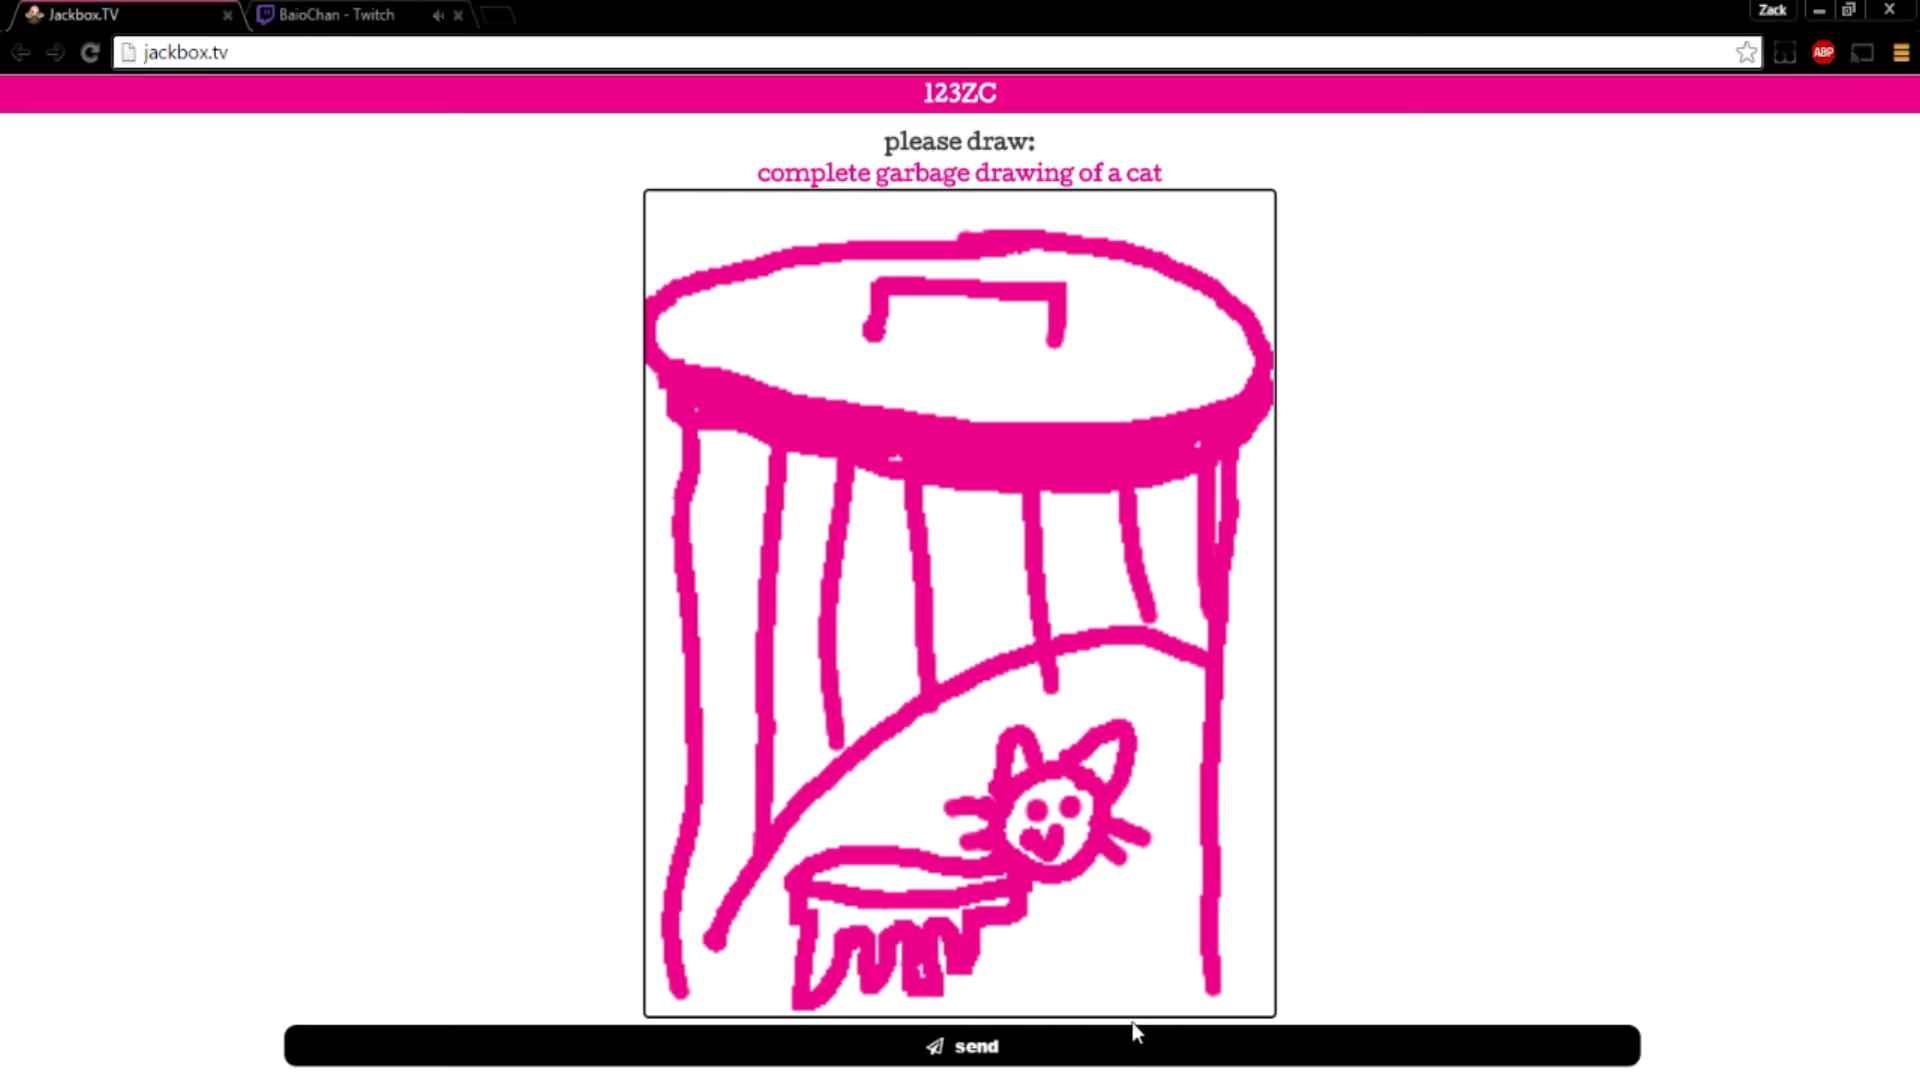 Jackbox.TV
BaioChan - Twitch
Zack
jackbox.tv
ABP
123ZC
please draw:
complete garbage drawing of a cat
send